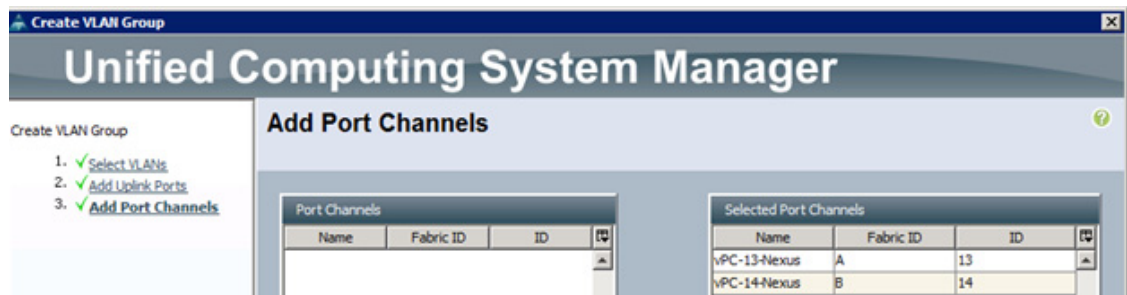 Create VLAN Group
Unified Computing System Manager
Create VLAN Group
1. Select VLANs
2. Add Uplink Ports
3. Add Port Channels
Add Port Channels
Port Channels
Name Fabric ID ID
Selected Port Channels
Name Fabric ID ID
vPC-13-Nexus A 13
vPC-14-Nexus B 14